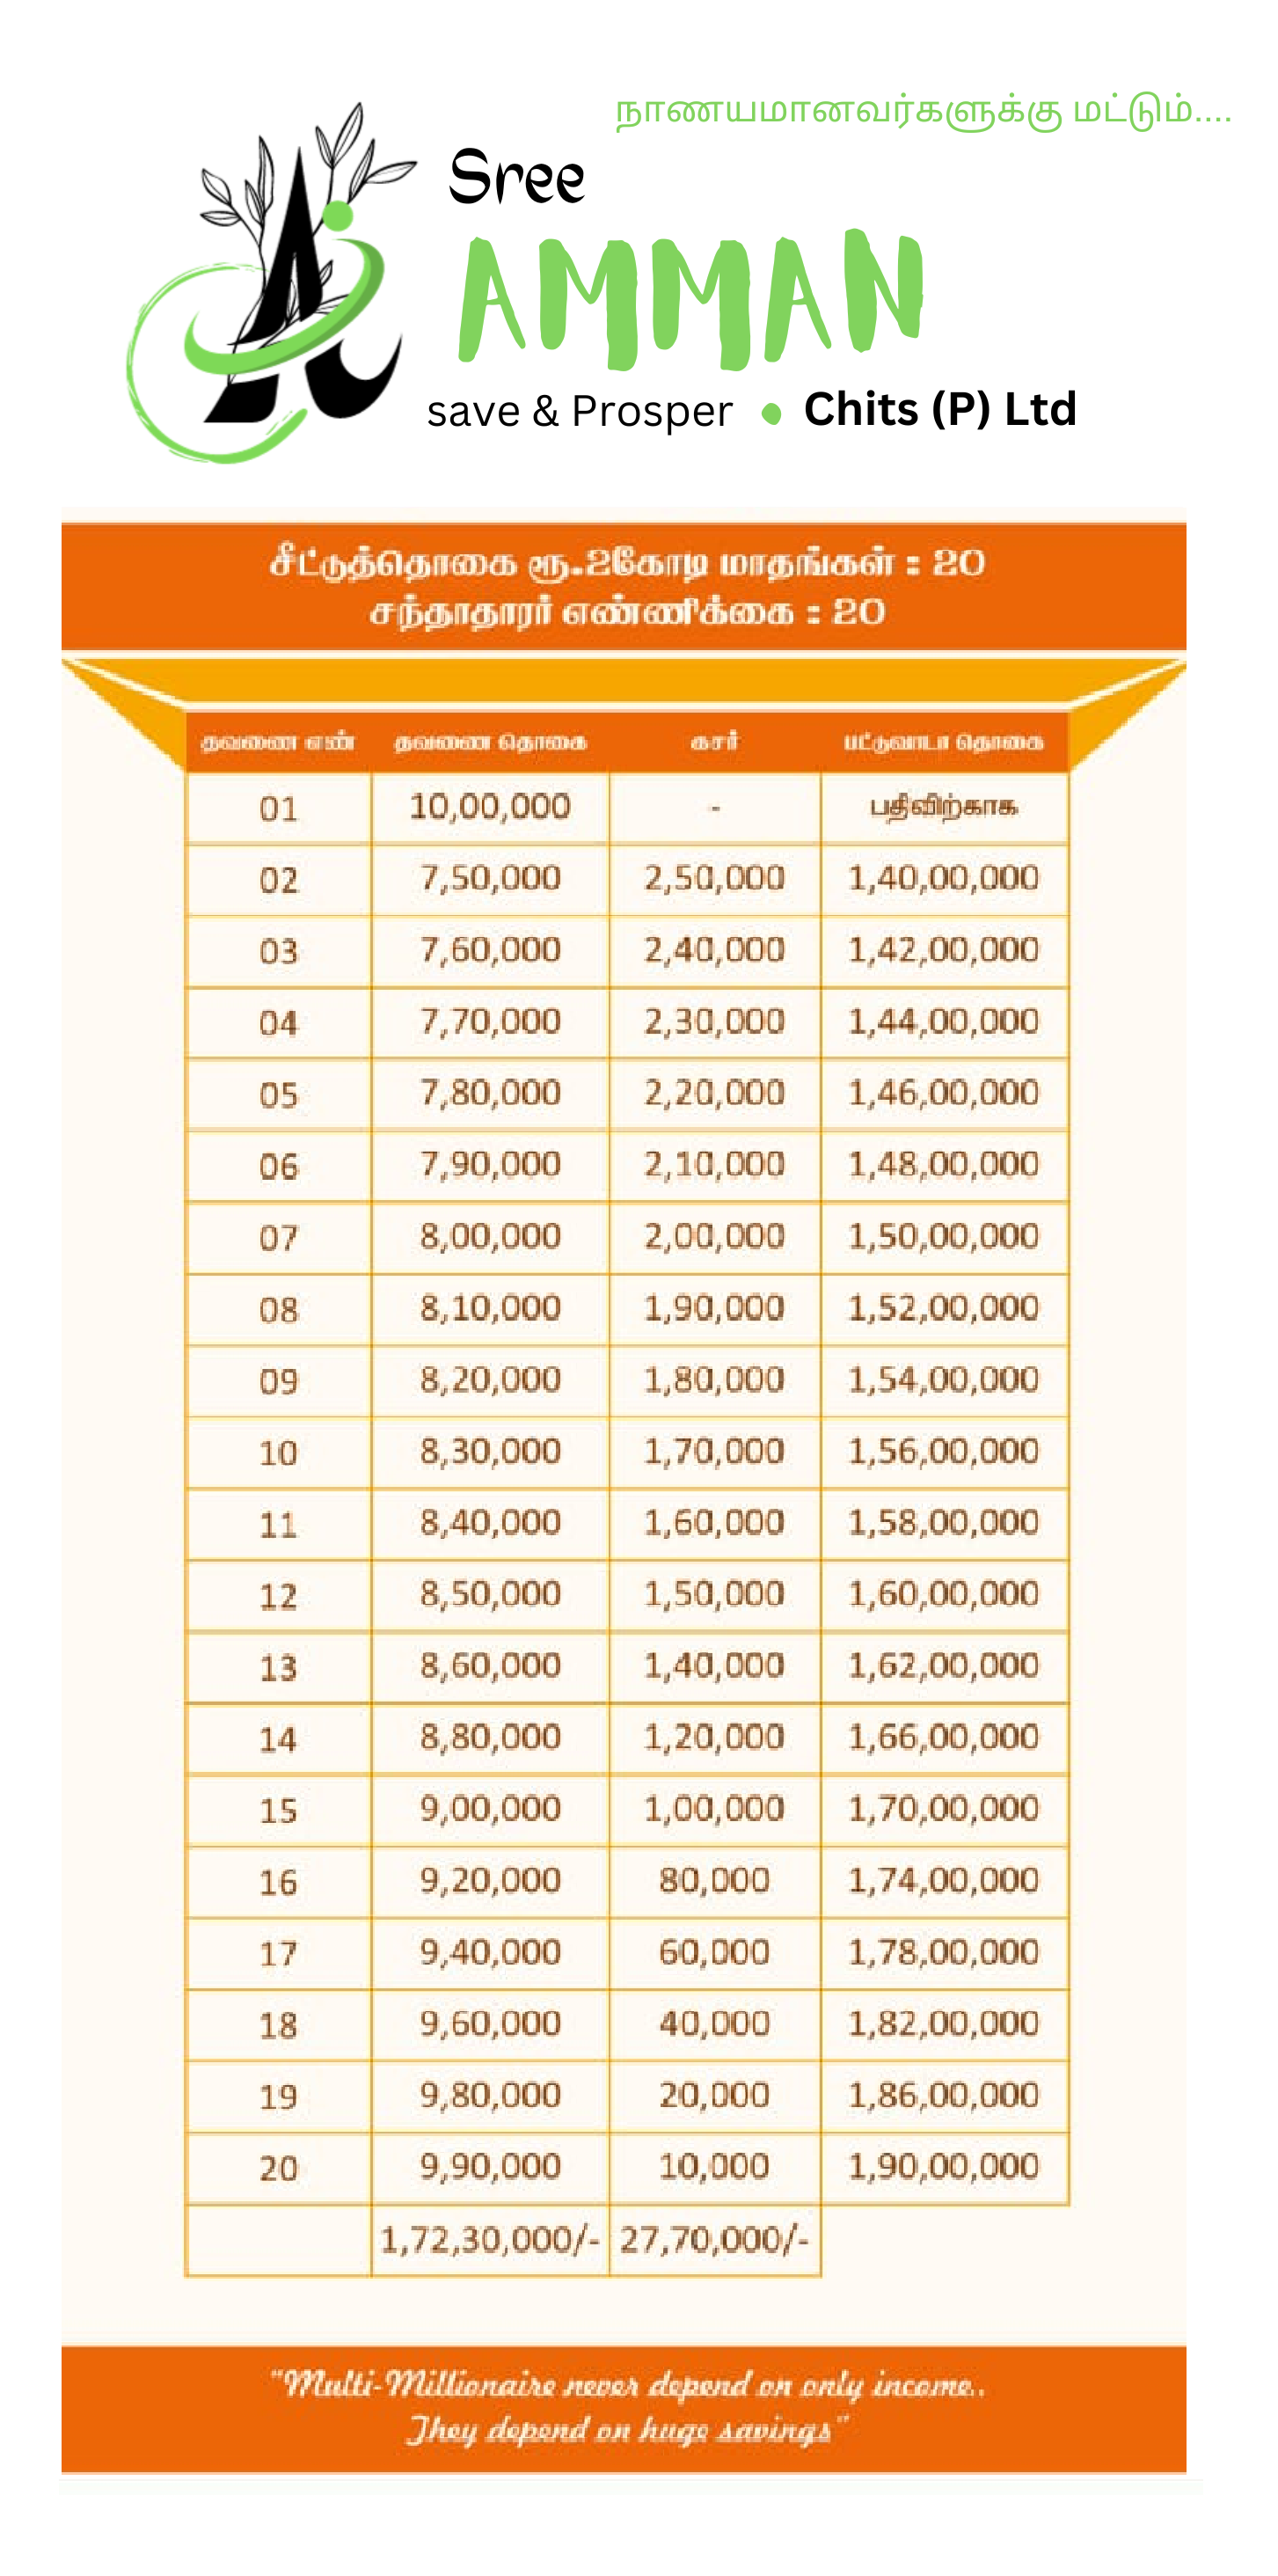 நாணயமானவர்களுக்கு மட்டும்....
Sree
AMMAN
save & Prosper • Chits (P) Ltd
சீட்டுத்தொகை ரூ.2கோடி மாதங்கள் : 20
சந்தாதாரர் எண்ணிக்கை : 20
தவணை எண் தவணை தொகை கசர் பட்டுவாடா தொகை
01 10,00,000 - பதிவிற்காக
02 7,50,000 2,50,000 1,40,00,000
03 7,60,000 2,40,000 1,42,00,000
04 7,70,000 2,30,000 1,44,00,000
05 7,80,000 2,20,000 1,46,00,000
06 7,90,000 2,10,000 1,48,00,000
07 8,00,000 2,00,000 1,50,00,000
08 8,10,000 1,90,000 1,52,00,000
09 8,20,000 1,80,000 1,54,00,000
10 8,30,000 1,70,000 1,56,00,000
11 8,40,000 1,60,000 1,58,00,000
12 8,50,000 1,50,000 1,60,00,000
13 8,60,000 1,40,000 1,62,00,000
14 8,80,000 1,20,000 1,66,00,000
15 9,00,000 1,00,000 1,70,00,000
16 9,20,000 80,000 1,74,00,000
17 9,40,000 60,000 1,78,00,000
18 9,60,000 40,000 1,82,00,000
19 9,80,000 20,000 1,86,00,000
20 9,90,000 10,000 1,90,00,000
1,72,30,000/- 27,70,000/-
"Multi-Millionaire never depend on only income..
They depend on huge savings"